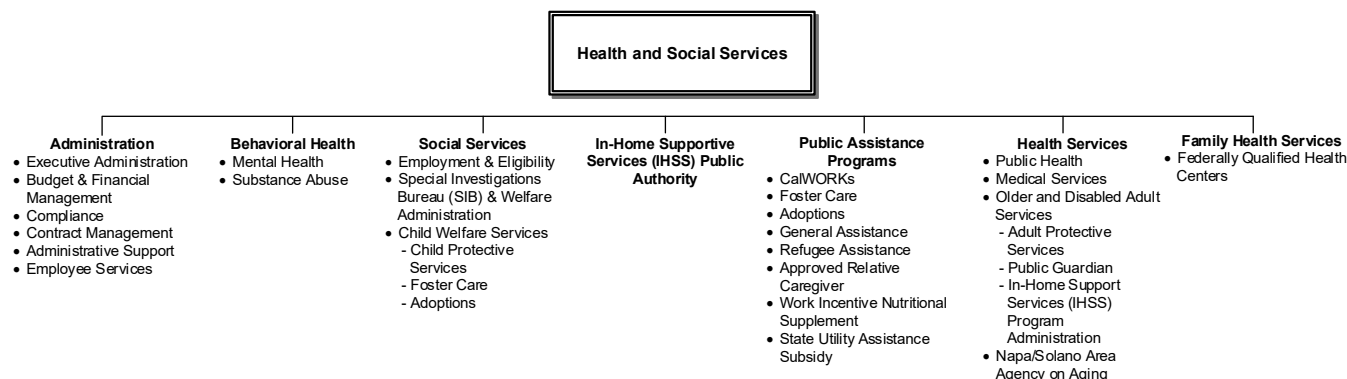 Health and Social Services
Administration
• Executive Administration
• Budget & Financial
Management
• Compliance
• Contract Management
• Administrative Support
• Employee Services
Behavioral Health
• Mental Health
• Substance Abuse
Social Services
• Employment & Eligibility
• Special Investigations
Bureau (SIB) & Welfare
Administration
• Child Welfare Services
- Child Protective
Services
- Foster Care
- Adoptions
In-Home Supportive
Services (IHSS) Public
Authority
Public Assistance
Programs
• CalWORKs
• Foster Care
• Adoptions
• General Assistance
• Refugee Assistance
• Approved Relative
Caregiver
• Work Incentive Nutritional
Supplement
• State Utility Assistance
Subsidy
Health Services
• Public Health
• Medical Services
• Older and Disabled Adult
Services
- Adult Protective
Services
- Public Guardian
- In-Home Support
Services (IHSS)
Program
Administration
• Napa/Solano Area
Agency on Aging
Family Health Services
• Federally Qualified Health
Centers